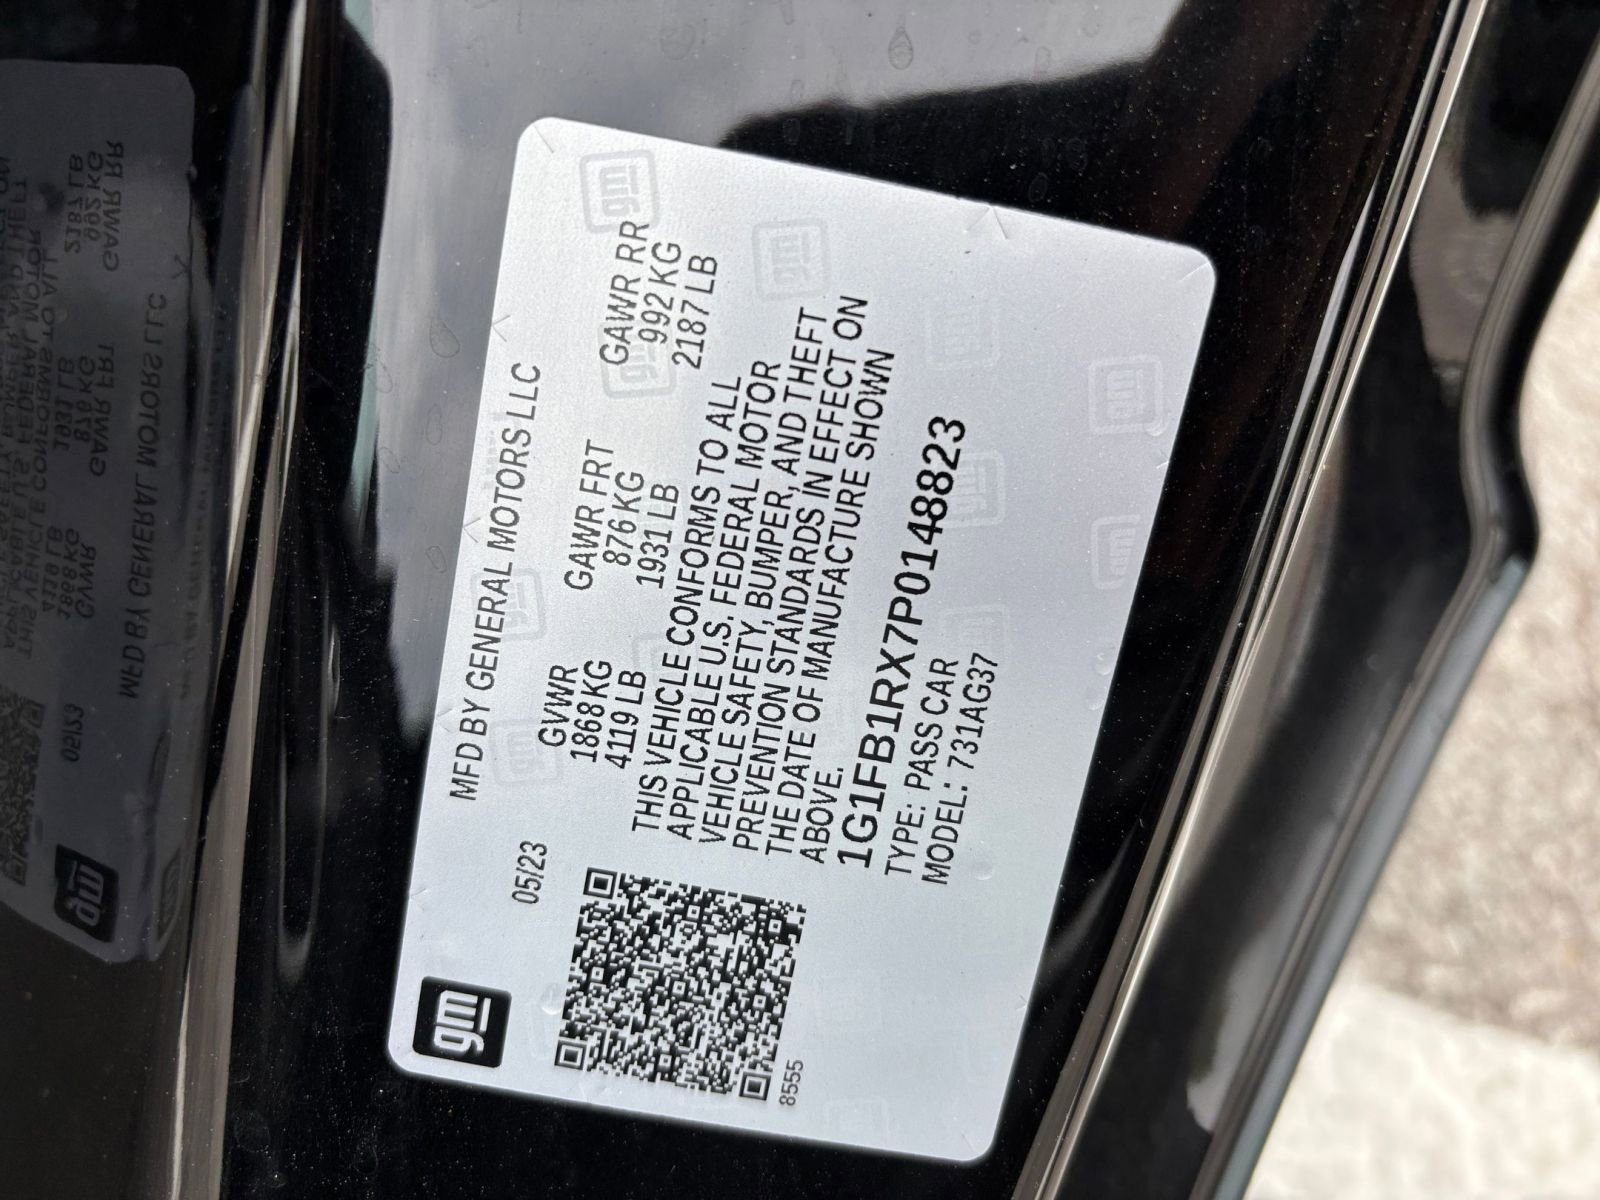 gm
05/23
MFD BY GENERAL MOTORS LLC
GVWR GAWR FRT GAWR RR
1868 KG 876 KG 992 KG
4119 LB 1931 LB 2187 LB
THIS VEHICLE CONFORMS TO ALL
APPLICABLE U.S. FEDERAL MOTOR
VEHICLE SAFETY, BUMPER, AND THEFT
PREVENTION STANDARDS IN EFFECT ON
THE DATE OF MANUFACTURE SHOWN
ABOVE.
1G1FB1RX7P0148823
TYPE: PASS CAR
MODEL: 731AG37
8555